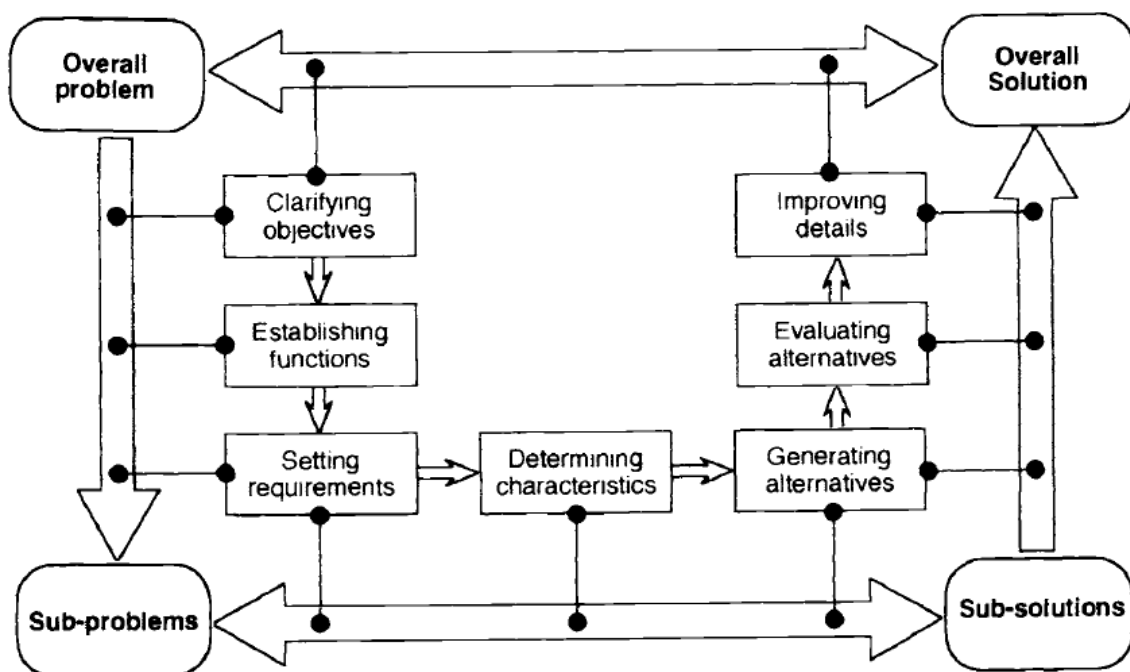 Overall
problem
Overall
Solution
Clarifying
objectives
Improving
details
Establishing
functions
Evaluating
alternatives
Setting
requirements
Determining
characteristics
Generating
alternatives
Sub-problems
Sub-solutions